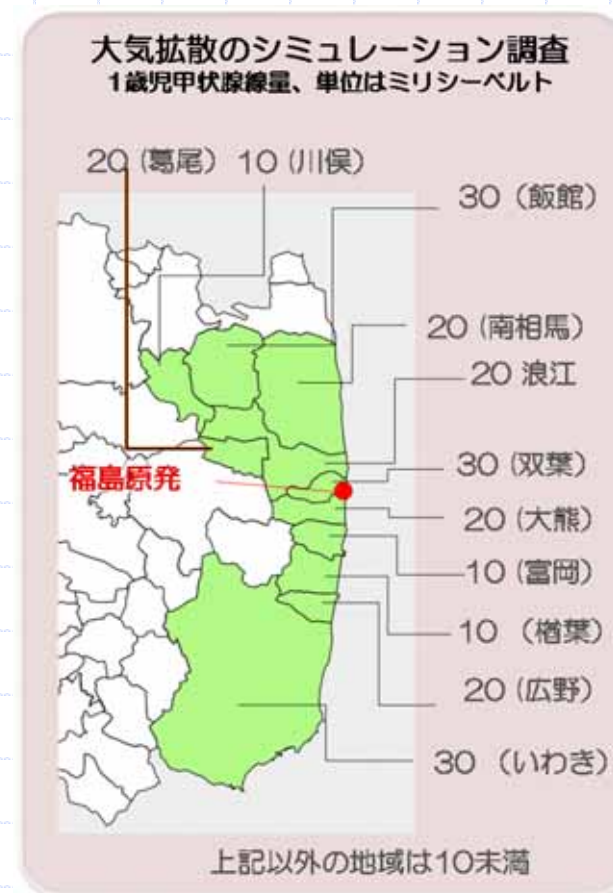 大気拡散のシミュレーション調査
1歳児甲状腺線量、単位はミリシーベルト
20 (葛尾) 10 (川俣)
30 (飯館)
20 (南相馬)
20 浪江
30 (双葉)
福島原発
20 (大熊)
10 (富岡)
10 (楢葉)
20 (広野)
30 (いわき)
上記以外の地域は10未満